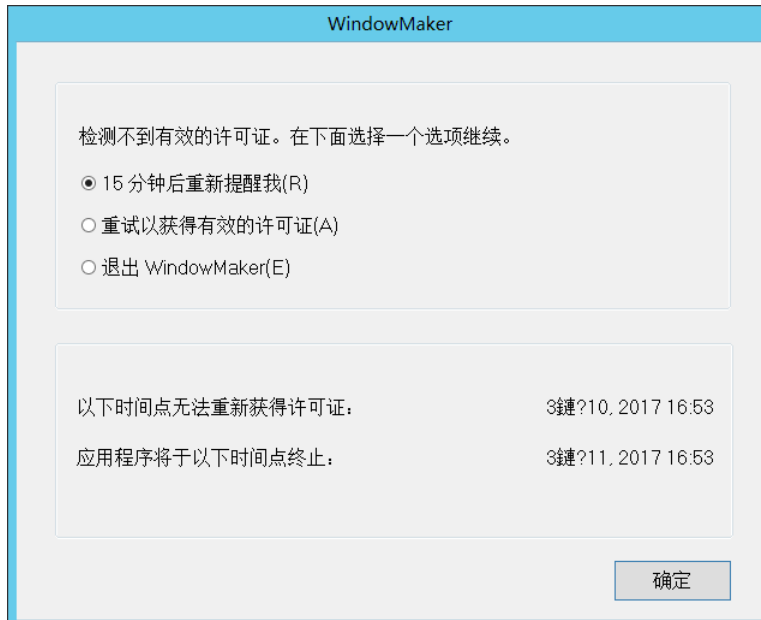 WindowMaker
检测不到有效的许可证。在下面选择一个选项继续。
15 分钟后重新提醒我(R)
重试以获得有效的许可证(A)
退出 WindowMaker(E)
以下时间点无法重新获得许可证: 3鏈?10, 2017 16:53
应用程序将于以下时间点终止: 3鏈?11, 2017 16:53
确定